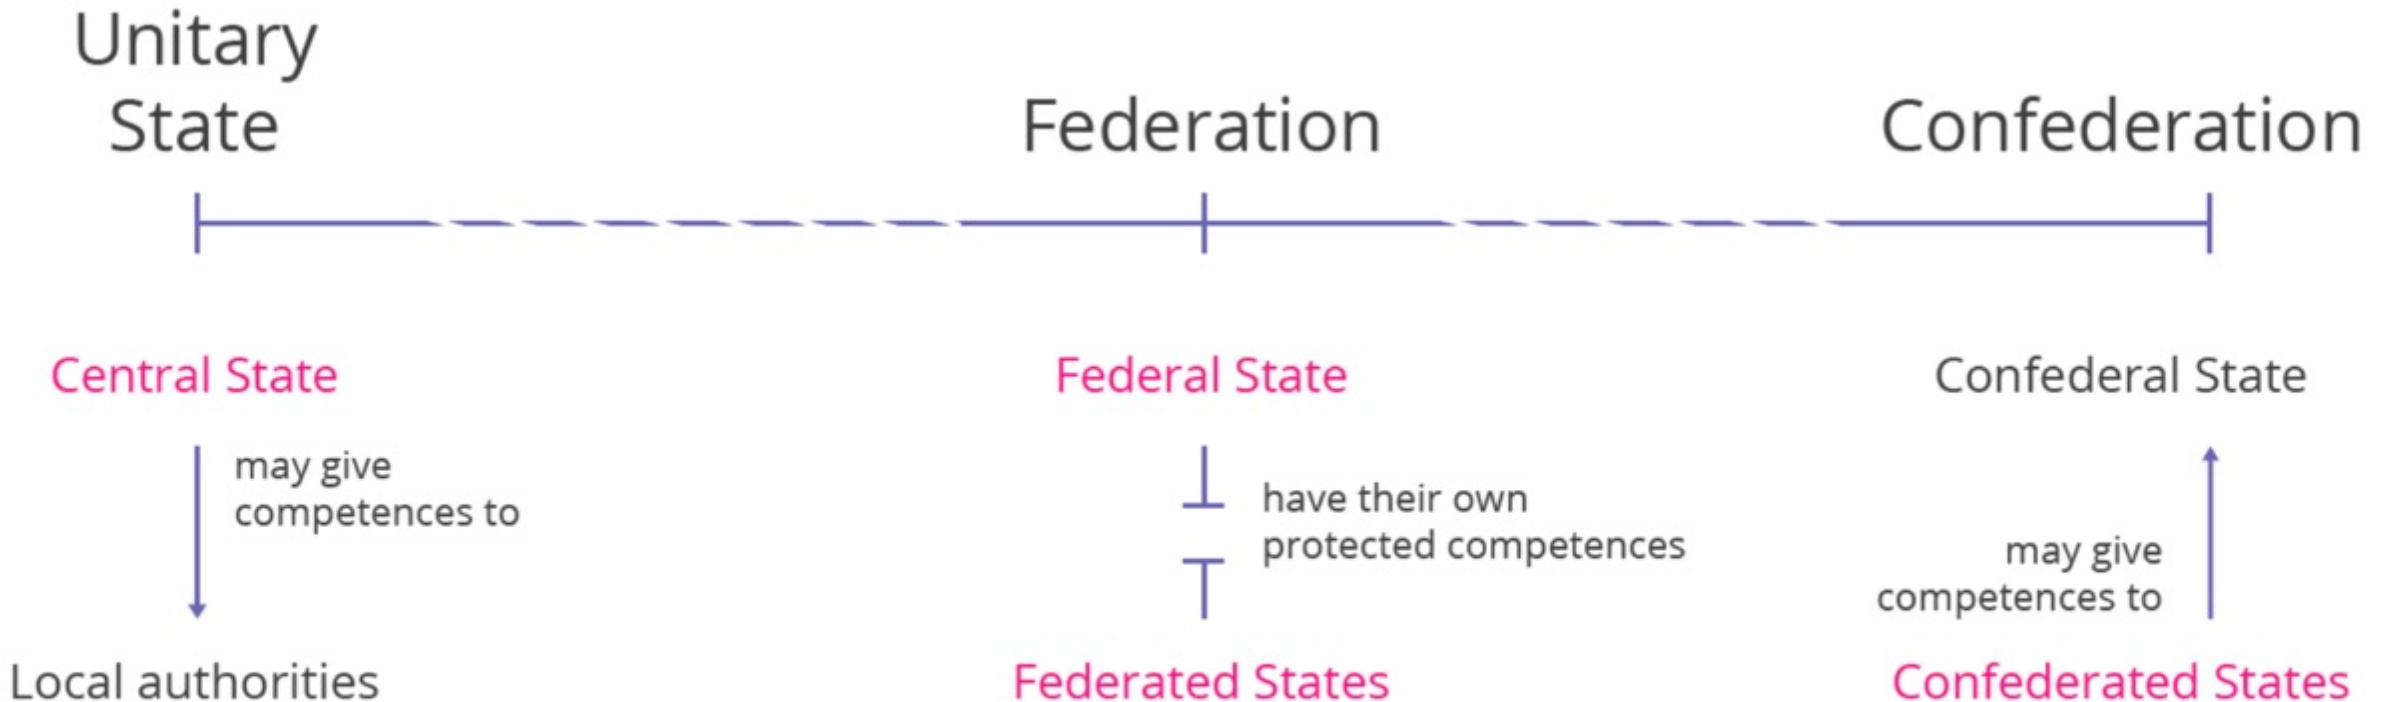 Unitary
State
Federation
Confederation
Central State
Federal State
Confederal State
may give
competences to
have their own
protected competences
may give
competences to
Local authorities
Federated States
Confederated States